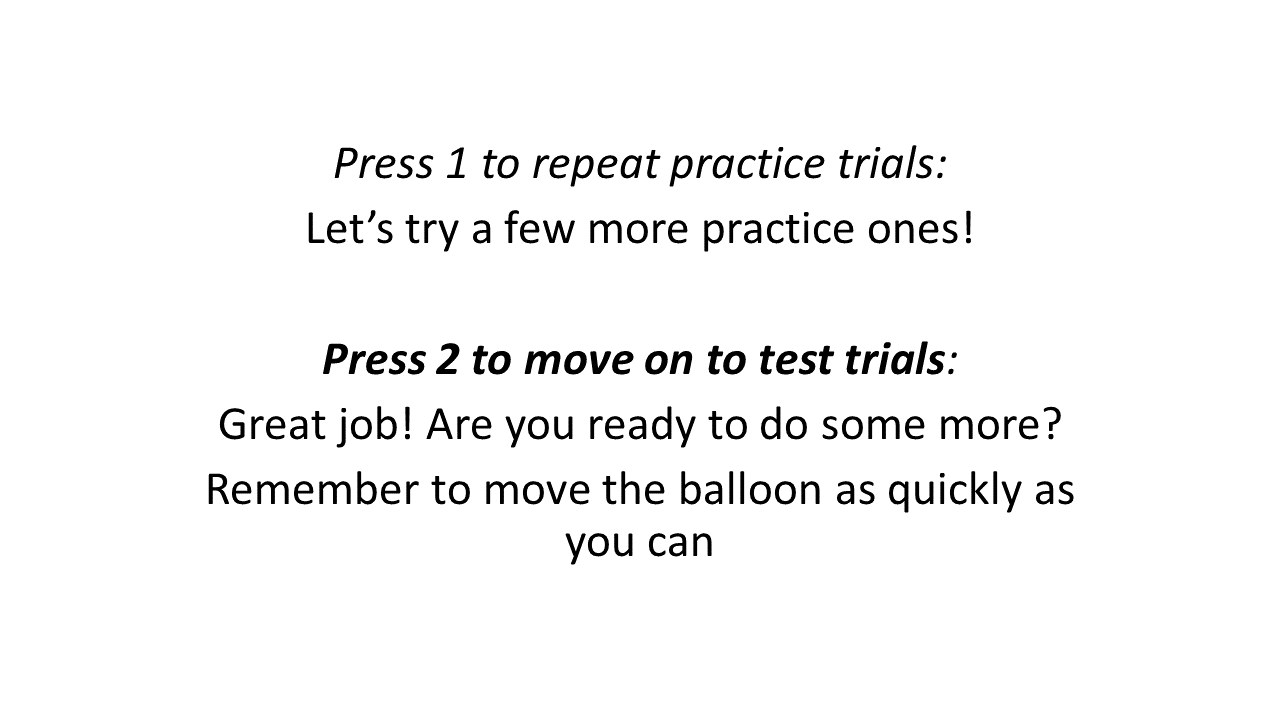 Press 1 to repeat practice trials:
Let’s try a few more practice ones!
Press 2 to move on to test trials:
Great job! Are you ready to do some more?
Remember to move the balloon as quickly as
you can